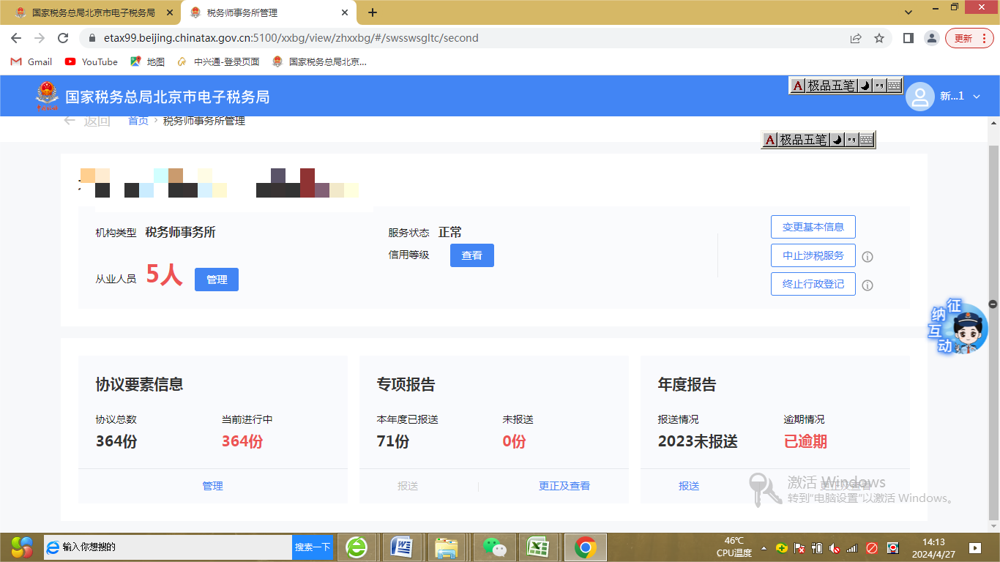 国家税务总局北京市电子税务局
税务师事务所管理
etax99.beijing.chinatax.gov.cn:5100/xxbg/view/zhxxbg/#/swsswsgltc/second
更新
Gmail
YouTube
地图
中兴通-登录页面
国家税务总局北京...
国家税务总局北京市电子税务局
A 极品五笔
新...1
返回
首页 > 税务师事务所管理
A 极品五笔
机构类型 税务师事务所
服务状态 正常
变更基本信息
信用等级 查看
中止涉税服务
从业人员 5人 管理
终止行政登记
征纳互动
协议要素信息
协议总数 当前进行中
364份 364份
管理
专项报告
本年度已报送 未报送
71份 0份
报送 更正及查看
年度报告
报送情况 逾期情况
2023未报送 已逾期
报送 更正及查看
激活 Windows
转到"电脑设置"以激活 Windows。
输入你想搜的
搜索一下
46℃
CPU温度
14:13
2024/4/27